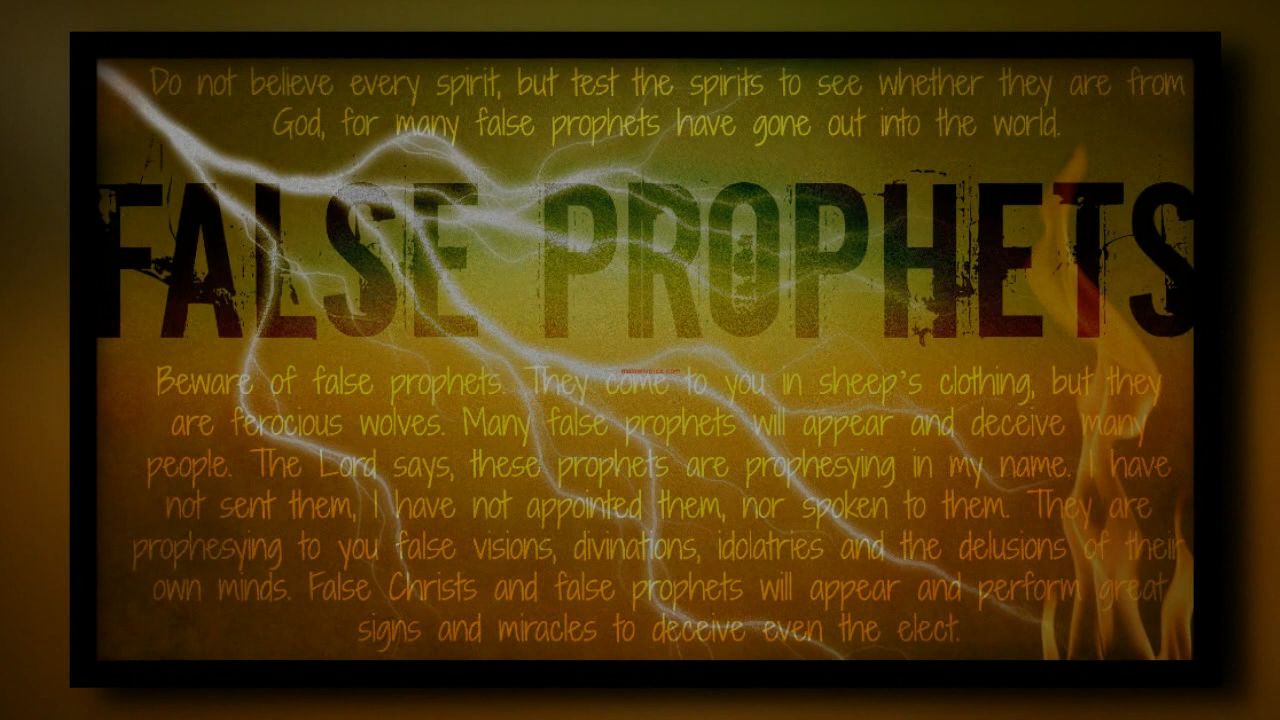 Do not believe every spirit, but test the spirits to see whether they are from
God, for many false prophets have gone out into the world.
FALSE PROPHETS
Beware of false prophets. They come to you in sheep's clothing, but they
are ferocious wolves. Many false prophets will appear and deceive many
people. The Lord says, these prophets are prophesying in my name. I have
not sent them, I have not appointed them, nor spoken to them. They are
prophesying to you false visions, divinations, idolatries and the delusions of their
own minds. False Christs and false prophets will appear and perform great
signs and miracles to deceive even the elect.